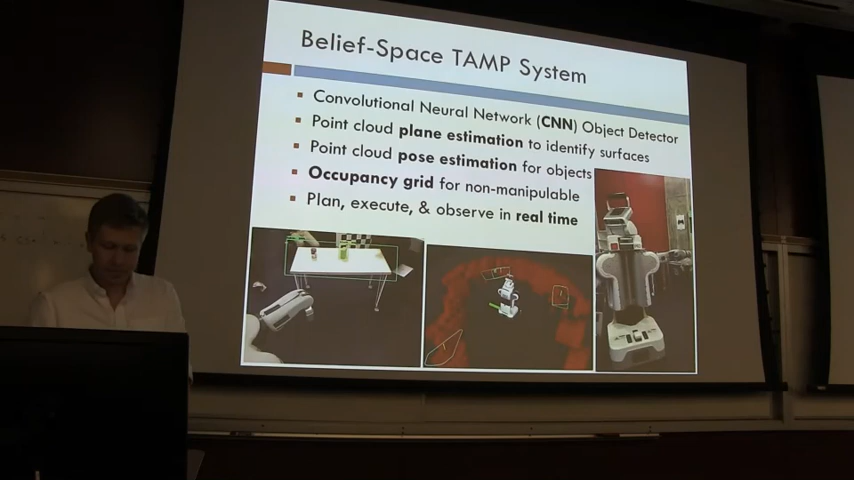 Belief-Space TAMP System
Convolutional Neural Network (CNN) Object Detector
Point cloud plane estimation to identify surfaces
Point cloud pose estimation for objects
Occupancy grid for non-manipulable
Plan, execute, & observe in real time